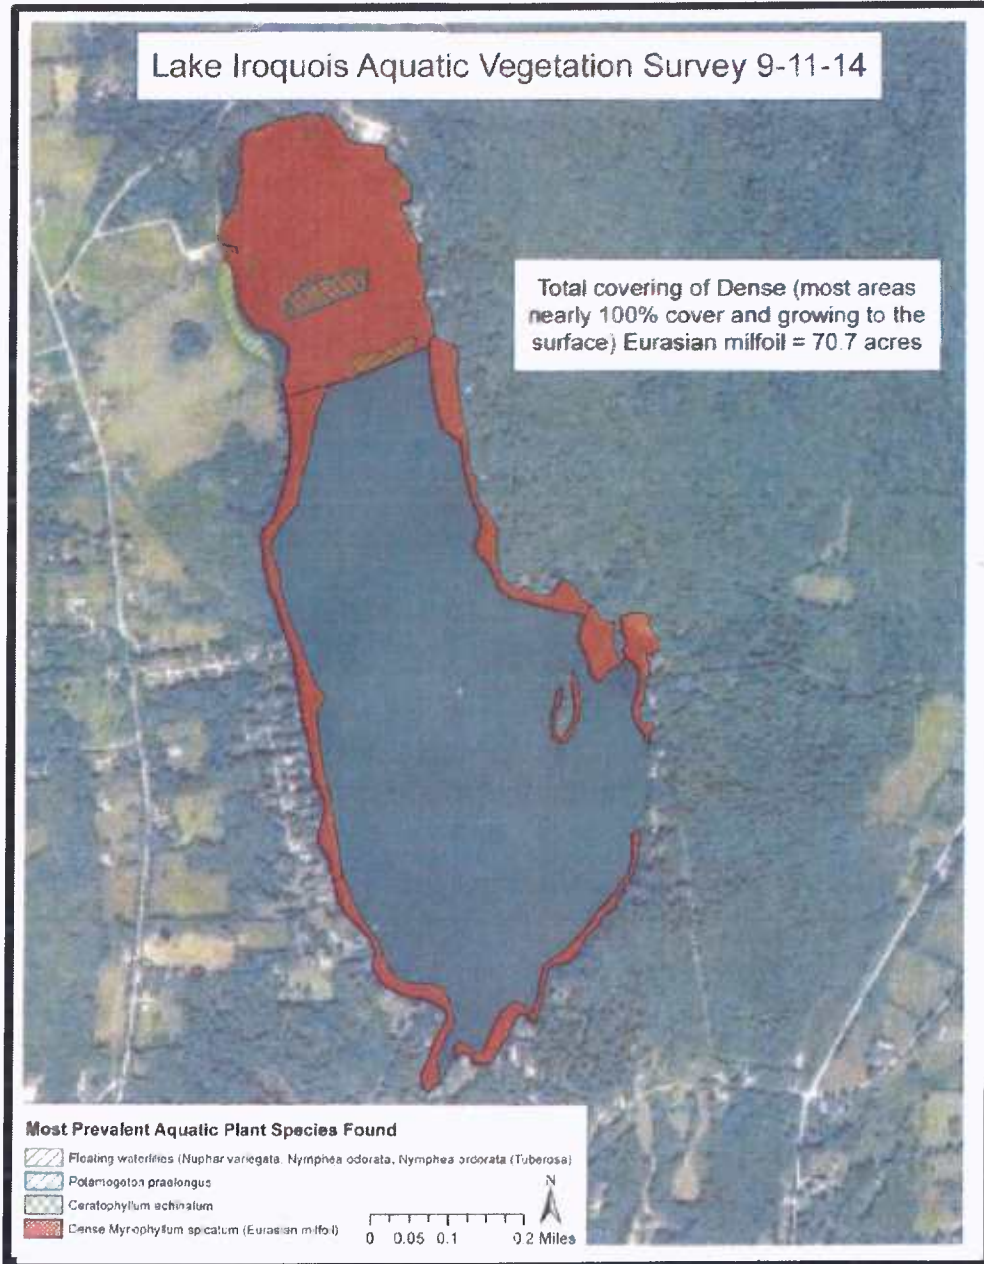 Lake Iroquois Aquatic Vegetation Survey 9-11-14
Total covering of Dense (most areas
nearly 100% cover and growing to the
surface) Eurasian milfoil = 70.7 acres
Most Prevalent Aquatic Plant Species Found
Floating waterlilies (Nuphar variegata, Nymphea odorata, Nymphea ordorata (Tuberosa)
Potamogeton praelongus
Ceratophyllum echinatum
Dense Myriophyllum spicatum (Eurasian milfoil)
N
0 0.05 0.1 0.2 Miles